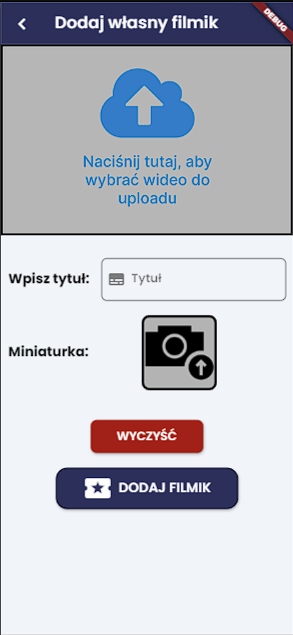 Dodaj własny filmik
DEBUG
Naciśnij tutaj, aby
wybrać wideo do
uploadu
Wpisz tytuł:
Tytuł
Miniaturka:
WYCZYŚĆ
DODAJ FILMIK